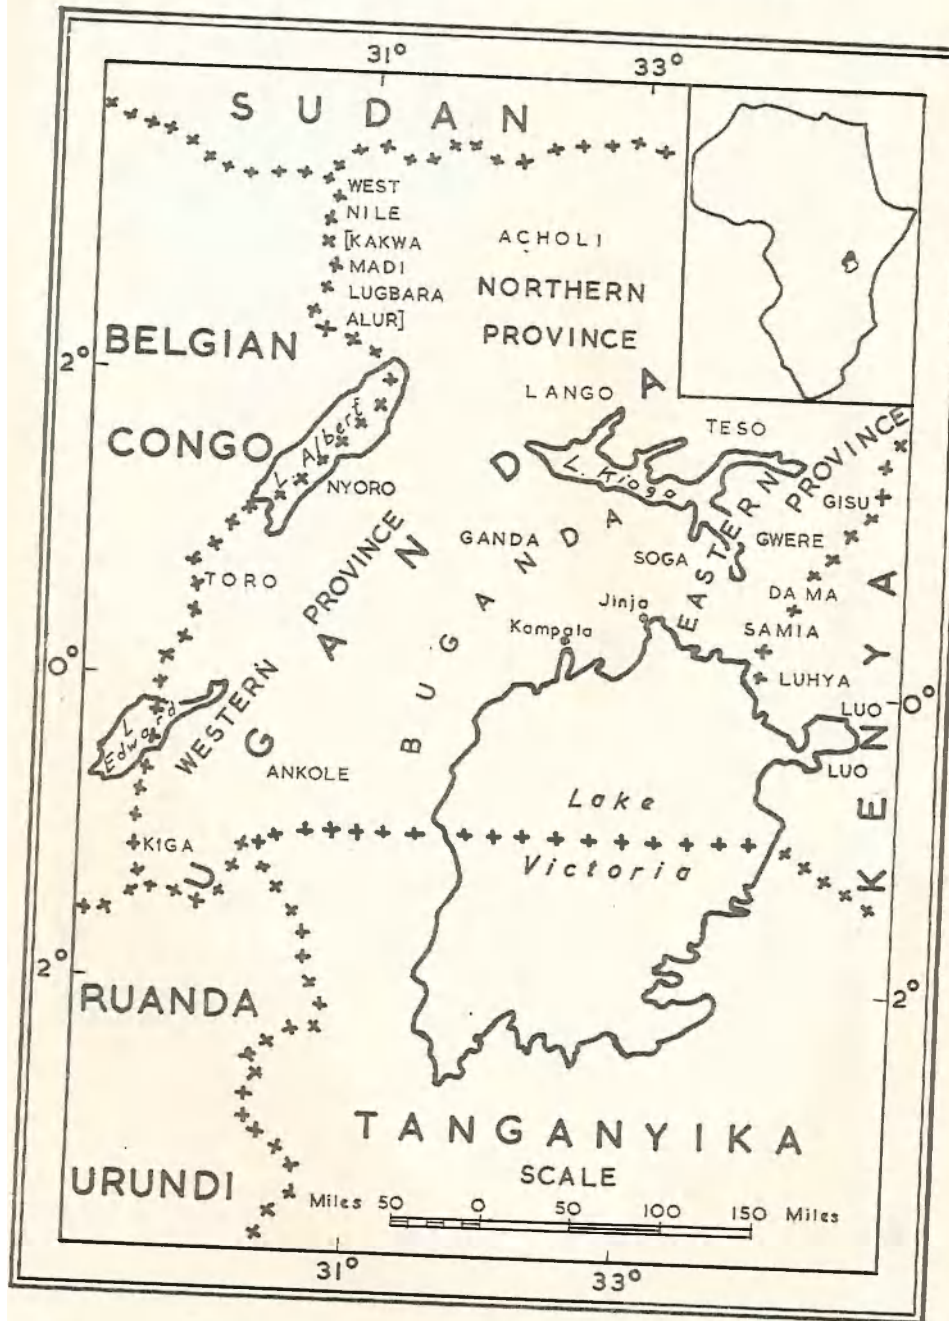 31° 33°
SUDAN
WEST
NILE
[KAKWA
MADI
LUGBARA
ALUR]
ACHOLI
NORTHERN
PROVINCE
BELGIAN
CONGO
2°
LANGO
TESO
L. Albert
L. Kioga
NYORO
EASTERN PROVINCE
GISU
GANDA
SOGA
GWERE
TORO
WESTERN PROVINCE
BUGANDA
UGANDA
DAMA
Jinja
Kampala
SAMIA
LUHYA
KENYA
0°
LUO
0°
L
Edward
LUO
ANKOLE
Lake
Victoria
KIGA
2°
RUANDA
2°
TANGANYIKA
URUNDI
SCALE
Miles 50 0 50 100 150 Miles
31° 33°